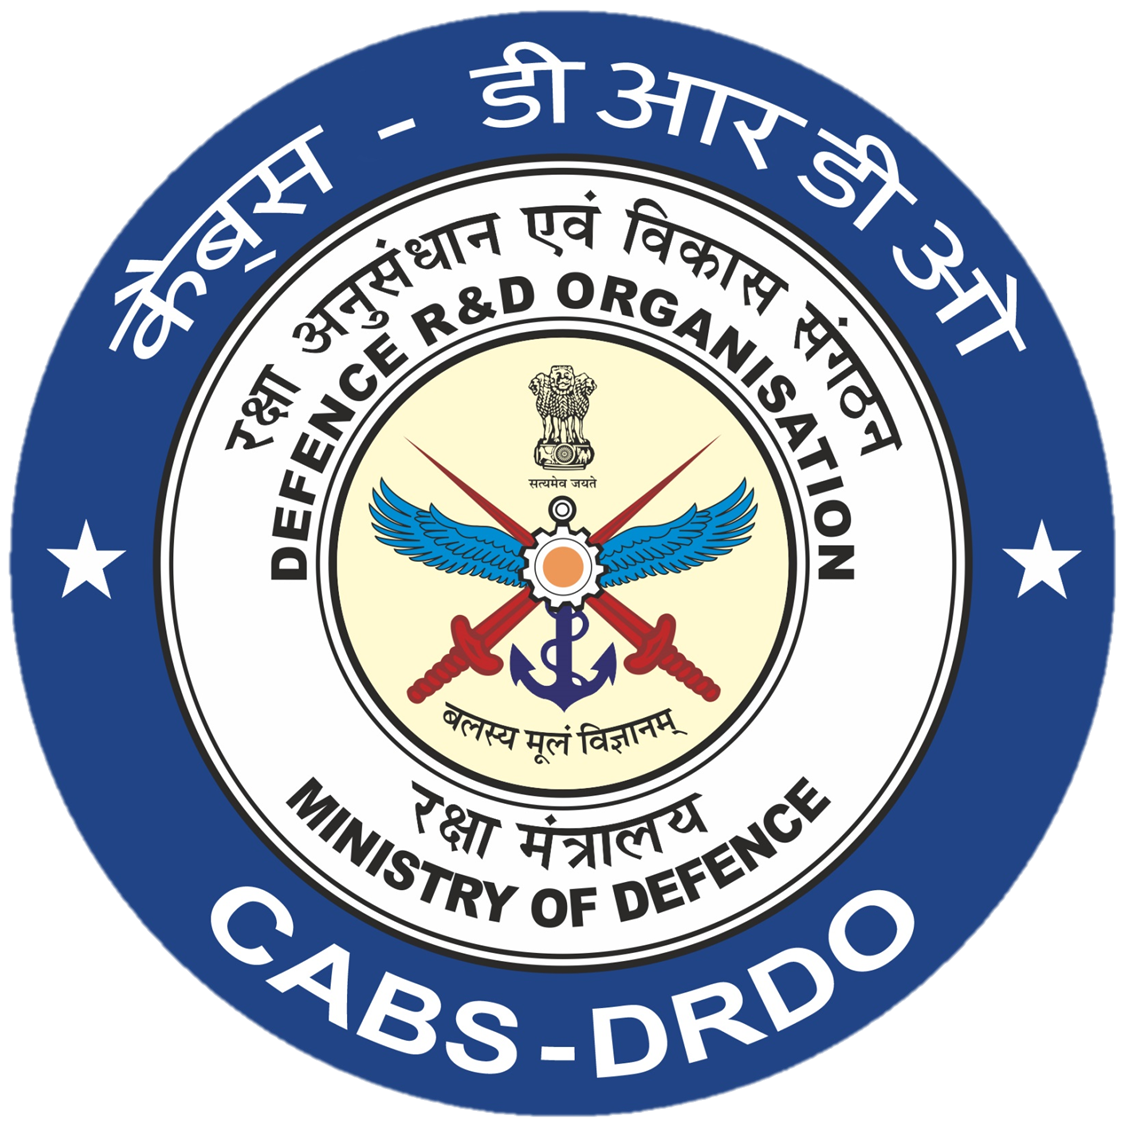 कैब्स - डी आर डी ओ
रक्षा अनुसंधान एवं विकास संगठन
DEFENCE R&D ORGANISATION
सत्यमेव जयते
बलस्य मूलं विज्ञानम्
रक्षा मंत्रालय
MINISTRY OF DEFENCE
CABS-DRDO